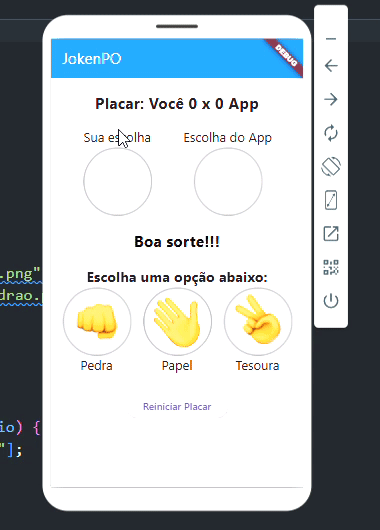 JokenPO
DEBUG
Placar: Você 0 x 0 App
Sua escolha
Escolha do App
Boa sorte!!!
.png"
drao.p
Escolha uma opção abaixo:
Pedra
Papel
Tesoura
Reiniciar Placar
io) {
"];